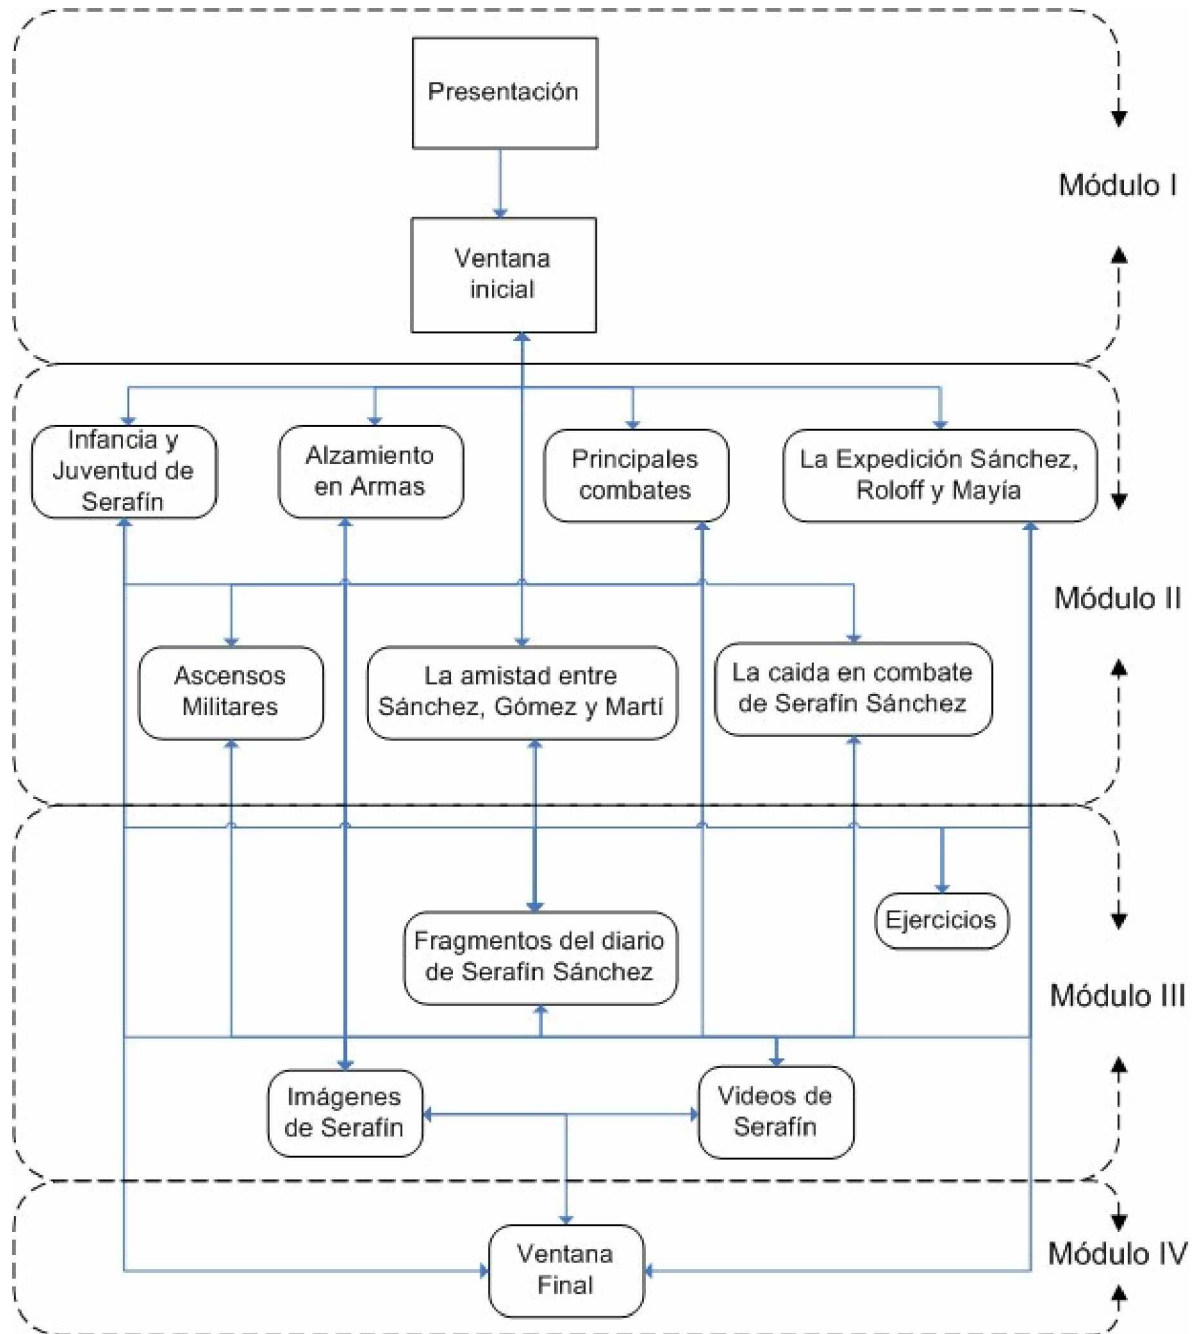 Presentación
Módulo I
Ventana
inicial
Infancia y
Juventud de
Serafín
Alzamiento
en Armas
Principales
combates
La Expedición Sánchez,
Roloff y Mayía
Módulo II
Ascensos
Militares
La amistad entre
Sánchez, Gómez y Martí
La caida en combate
de Serafín Sánchez
Ejercicios
Fragmentos del diario
de Serafín Sánchez
Módulo III
Imágenes
de Serafín
Videos de
Serafín
Ventana
Final
Módulo IV